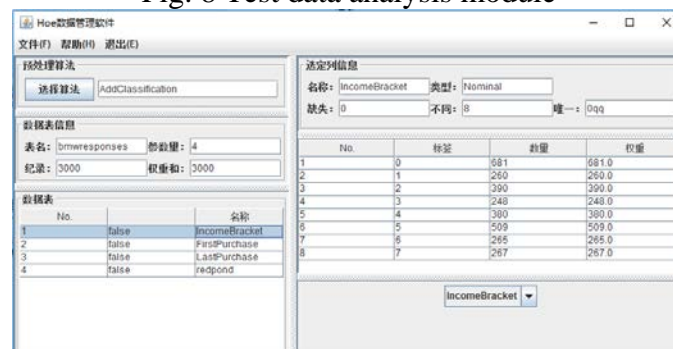 Fig. 8 Test data analysis module
Hoe数据管理软件
文件(F) 帮助(H) 退出(E)
预处理算法
选择算法 AddClassification
数据表信息
表名: bmwresponses 参数量: 4
纪录: 3000 权重和: 3000
数据表
No. 名称
1 false IncomeBracket
2 false FirstPurchase
3 false LastPurchase
4 false redpond
选定列信息
名称: IncomeBracket 类型: Nominal
缺失: 0 不同: 8 唯一: 0qq
No. 标签 数量 权重
1 0 681 681.0
2 1 260 260.0
3 2 390 390.0
4 3 248 248.0
5 4 380 380.0
6 5 509 509.0
7 6 265 265.0
8 7 267 267.0
IncomeBracket